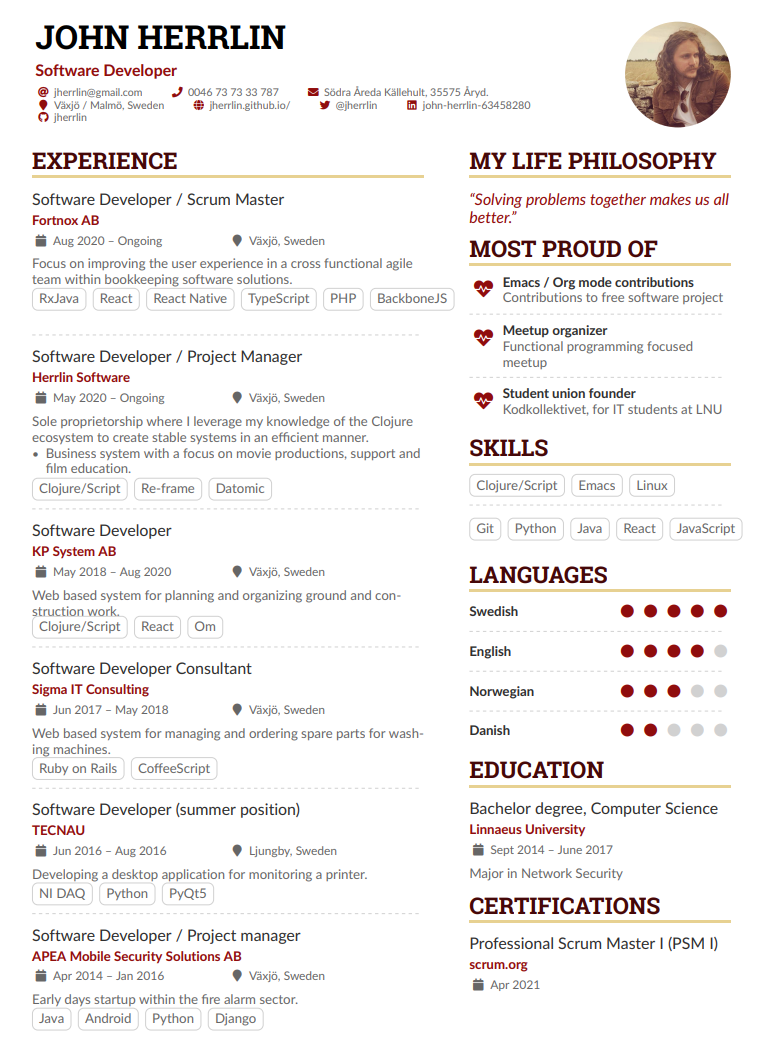 JOHN HERRLIN
Software Developer
jherrlin@gmail.com 0046 73 73 33 787 Södra Åreda Källehult, 35575 Åryd.
Växjö / Malmö, Sweden jherrlin.github.io/ @jherrlin john-herrlin-63458280
jherrlin
EXPERIENCE
Software Developer / Scrum Master
Fortnox AB
Aug 2020 – Ongoing Växjö, Sweden
Focus on improving the user experience in a cross functional agile
team within bookkeeping software solutions.
RxJava React React Native TypeScript PHP BackboneJS
Software Developer / Project Manager
Herrlin Software
May 2020 – Ongoing Växjö, Sweden
Sole proprietorship where I leverage my knowledge of the Clojure
ecosystem to create stable systems in an efficient manner.
• Business system with a focus on movie productions, support and
film education.
Clojure/Script Re-frame Datomic
Software Developer
KP System AB
May 2018 – Aug 2020 Växjö, Sweden
Web based system for planning and organizing ground and con-
struction work.
Clojure/Script React Om
Software Developer Consultant
Sigma IT Consulting
Jun 2017 – May 2018 Växjö, Sweden
Web based system for managing and ordering spare parts for wash-
ing machines.
Ruby on Rails CoffeeScript
Software Developer (summer position)
TECNAU
Jun 2016 – Aug 2016 Ljungby, Sweden
Developing a desktop application for monitoring a printer.
NI DAQ Python PyQt5
Software Developer / Project manager
APEA Mobile Security Solutions AB
Apr 2014 – Jan 2016 Växjö, Sweden
Early days startup within the fire alarm sector.
Java Android Python Django
MY LIFE PHILOSOPHY
“Solving problems together makes us all
better.”
MOST PROUD OF
Emacs / Org mode contributions
Contributions to free software project
Meetup organizer
Functional programming focused
meetup
Student union founder
Kodkollektivet, for IT students at LNU
SKILLS
Clojure/Script Emacs Linux
Git Python Java React JavaScript
LANGUAGES
Swedish
English
Norwegian
Danish
EDUCATION
Bachelor degree, Computer Science
Linnaeus University
Sept 2014 – June 2017
Major in Network Security
CERTIFICATIONS
Professional Scrum Master I (PSM I)
scrum.org
Apr 2021